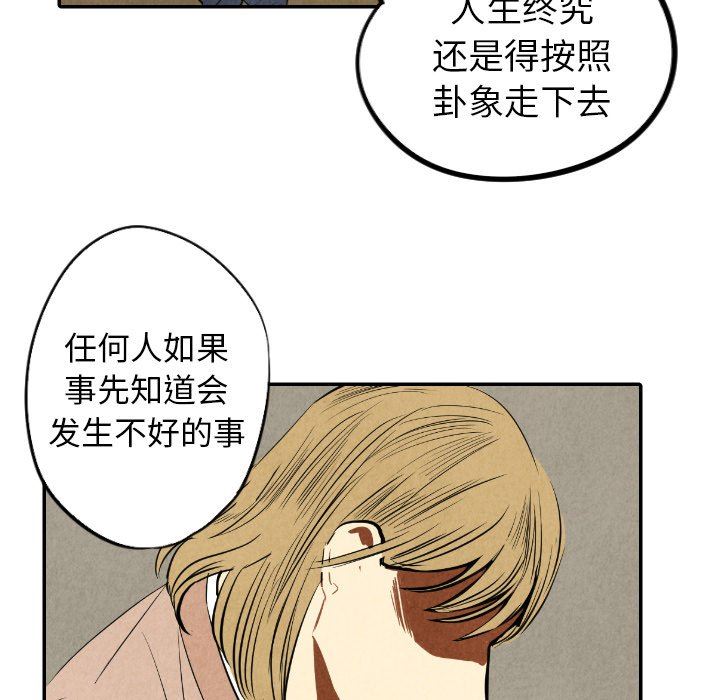 人生终究
还是得按照
卦象走下去
任何人如果
事先知道会
发生不好的事